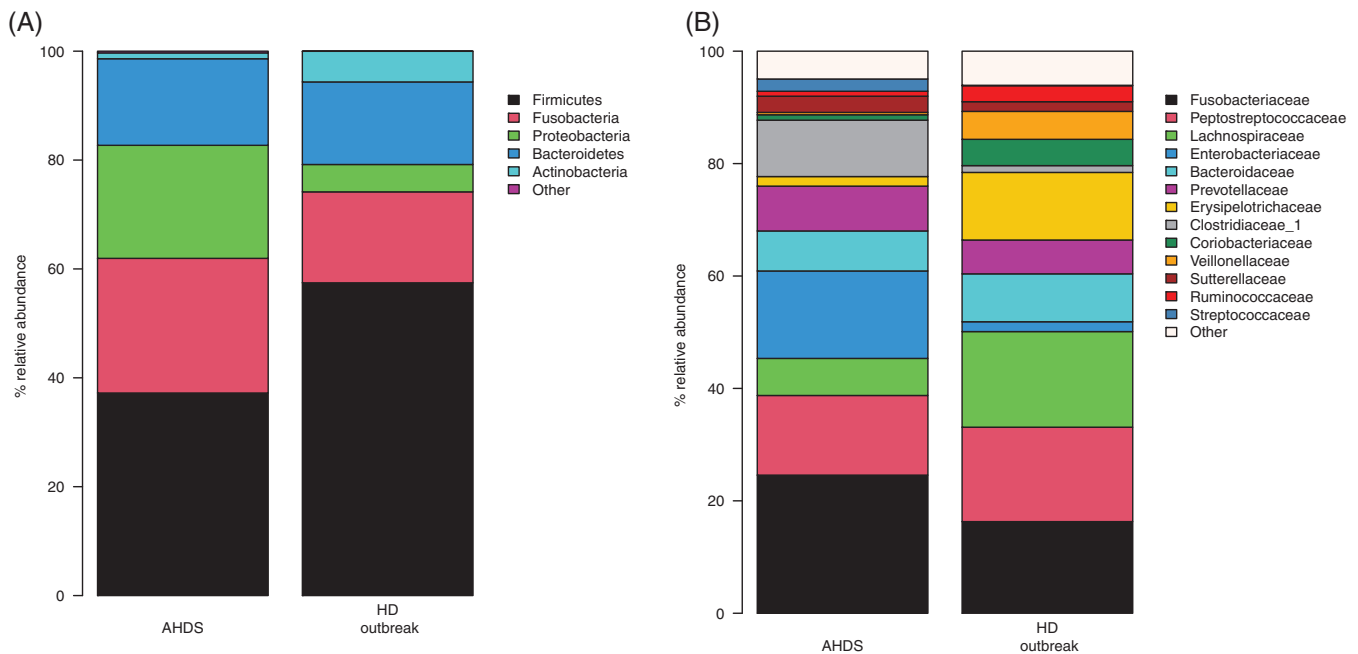 (A)
100
80
60
40
20
0
% relative abundance
AHDS
HD
outbreak
Firmicutes
Fusobacteria
Proteobacteria
Bacteroidetes
Actinobacteria
Other
(B)
100
80
60
40
20
0
% relative abundance
AHDS
HD
outbreak
Fusobacteriaceae
Peptostreptococcaceae
Lachnospiraceae
Enterobacteriaceae
Bacteroidaceae
Prevotellaceae
Erysipelotrichaceae
Clostridiaceae_1
Coriobacteriaceae
Veillonellaceae
Sutterellaceae
Ruminococcaceae
Streptococcaceae
Other